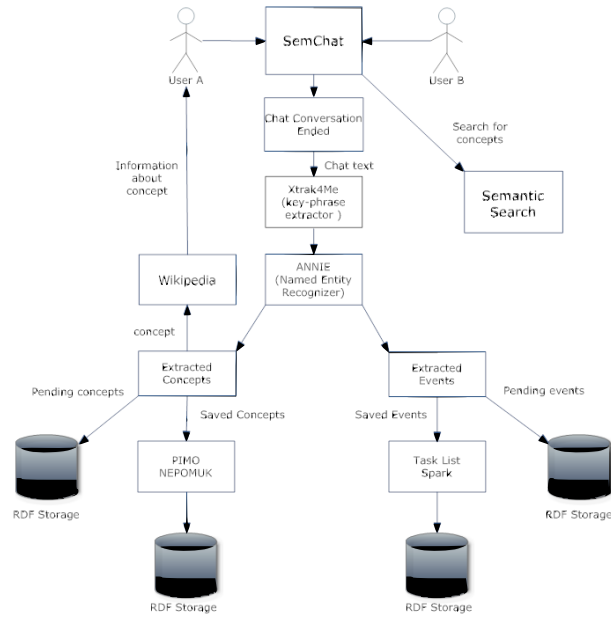 SemChat
User A
User B
Chat Conversation
Ended
Search for
concepts
Information
about
concept
Chat text
Xtrak4Me
(key-phrase
extractor )
Semantic
Search
Wikipedia
ANNIE
(Named Entity
Recognizer)
concept
Extracted
Concepts
Extracted
Events
Pending concepts
Pending events
Saved Concepts
Saved Events
PIMO
NEPOMUK
Task List
Spark
RDF Storage
RDF Storage
RDF Storage
RDF Storage